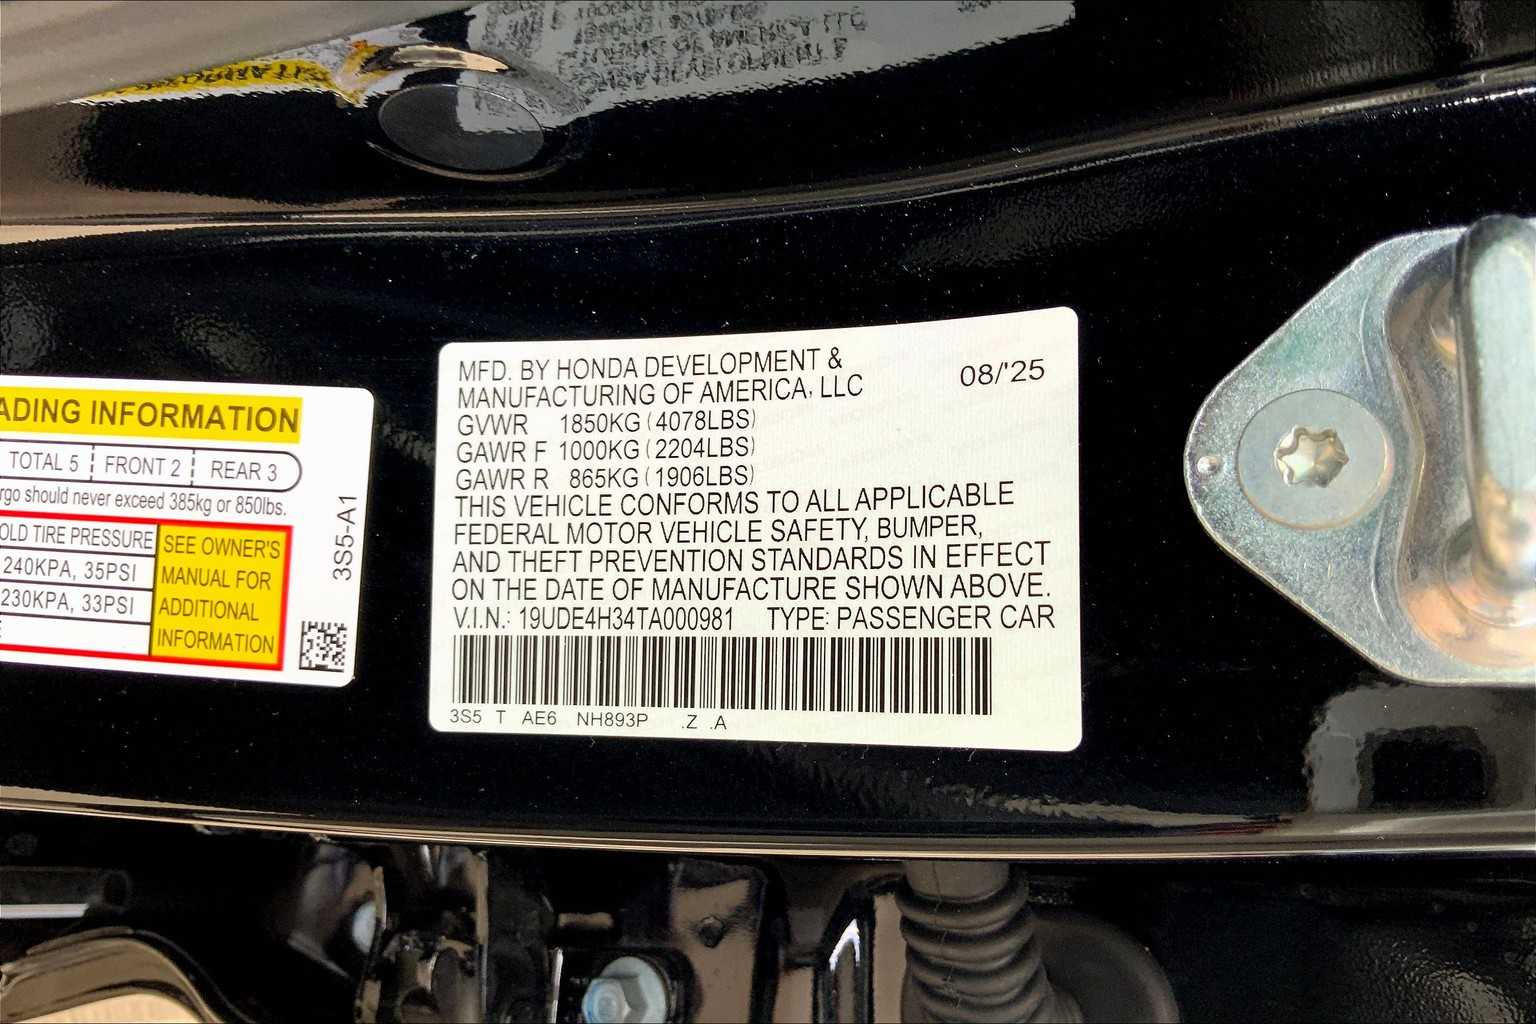 ADING INFORMATION
TOTAL 5 FRONT 2 REAR 3
rgo should never exceed 385kg or 850lbs.
OLD TIRE PRESSURE
240KPA, 35PSI
230KPA, 33PSI
SEE OWNER'S
MANUAL FOR
ADDITIONAL
INFORMATION
3S5-A1
MFD. BY HONDA DEVELOPMENT &
MANUFACTURING OF AMERICA, LLC
08/'25
GVWR 1850KG (4078LBS)
GAWR F 1000KG (2204LBS)
GAWR R 865KG (1906LBS)
THIS VEHICLE CONFORMS TO ALL APPLICABLE
FEDERAL MOTOR VEHICLE SAFETY, BUMPER,
AND THEFT PREVENTION STANDARDS IN EFFECT
ON THE DATE OF MANUFACTURE SHOWN ABOVE.
V.I.N.: 19UDE4H34TA000981 TYPE: PASSENGER CAR
3S5 T AE6 NH893P .Z .A